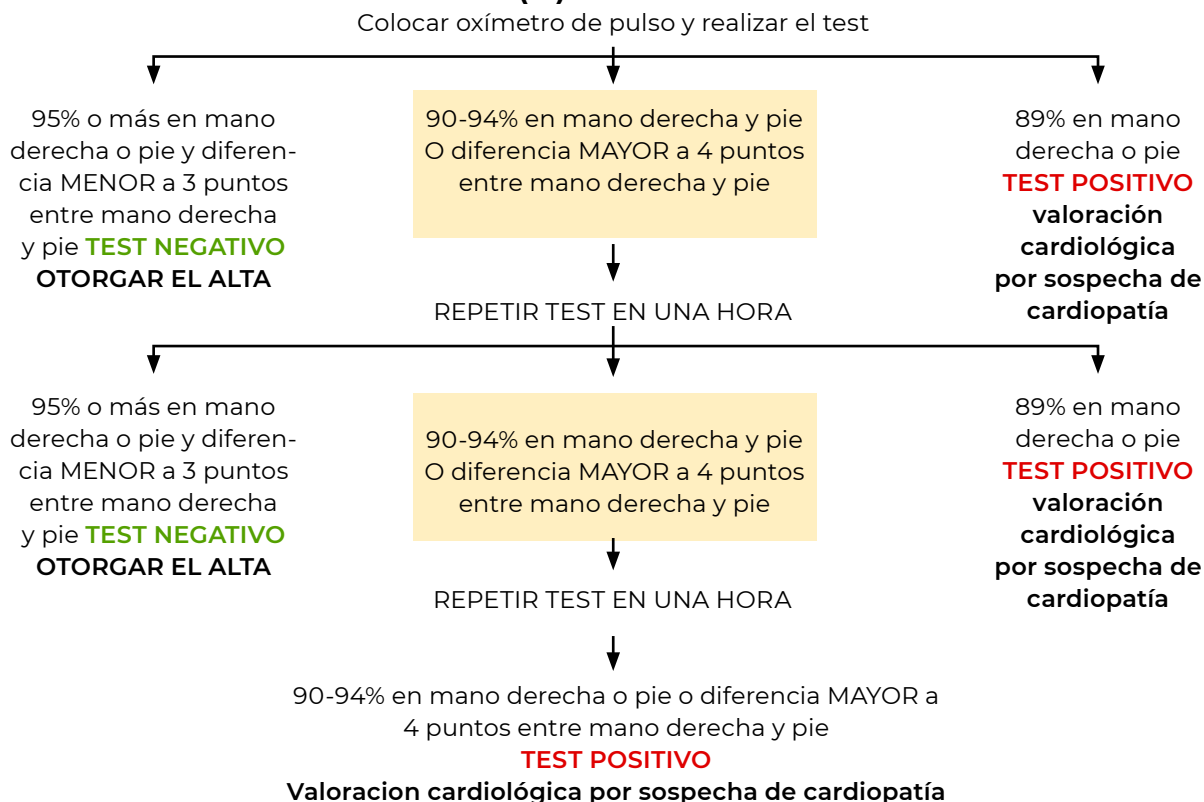 Colocar oxímetro de pulso y realizar el test
95% o más en mano
derecha o pie y diferen-
cia MENOR a 3 puntos
entre mano derecha
y pie TEST NEGATIVO
OTORGAR EL ALTA
90-94% en mano derecha y pie
O diferencia MAYOR a 4 puntos
entre mano derecha y pie
89% en mano
derecha o pie
TEST POSITIVO
valoración
cardiológica
por sospecha de
cardiopatía
REPETIR TEST EN UNA HORA
95% o más en mano
derecha o pie y diferen-
cia MENOR a 3 puntos
entre mano derecha
y pie TEST NEGATIVO
OTORGAR EL ALTA
90-94% en mano derecha y pie
O diferencia MAYOR a 4 puntos
entre mano derecha y pie
89% en mano
derecha o pie
TEST POSITIVO
valoración
cardiológica
por sospecha de
cardiopatía
REPETIR TEST EN UNA HORA
90-94% en mano derecha o pie o diferencia MAYOR a
4 puntos entre mano derecha y pie
TEST POSITIVO
Valoracion cardiológica por sospecha de cardiopatía